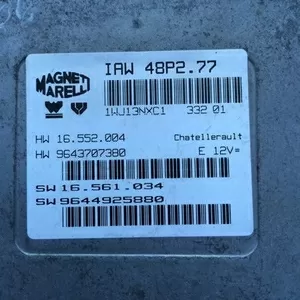 MAGNETI
MARELLI
IAW 48P2.77
1WJ13NXC1 332 01
HW 16.552.004 Chatellerault
HW 9643707380 E 12V=
SW 16.561.034
SW 9644925880